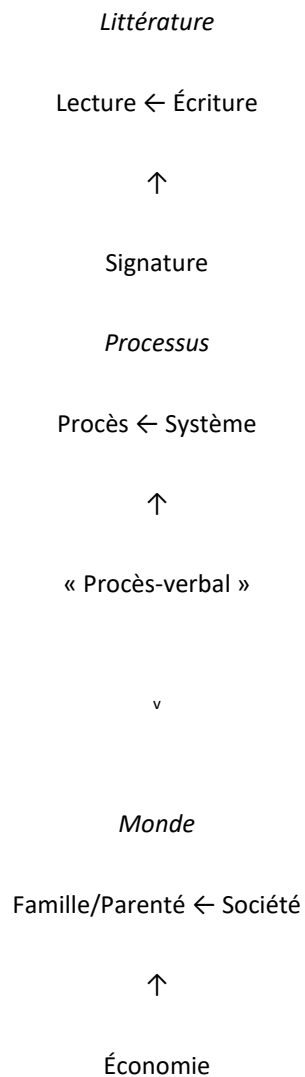 Littérature
Lecture ← Écriture
↑
Signature
Processus
Procès ← Système
↑
« Procès-verbal »
v
Monde
Famille/Parenté ← Société
↑
Économie